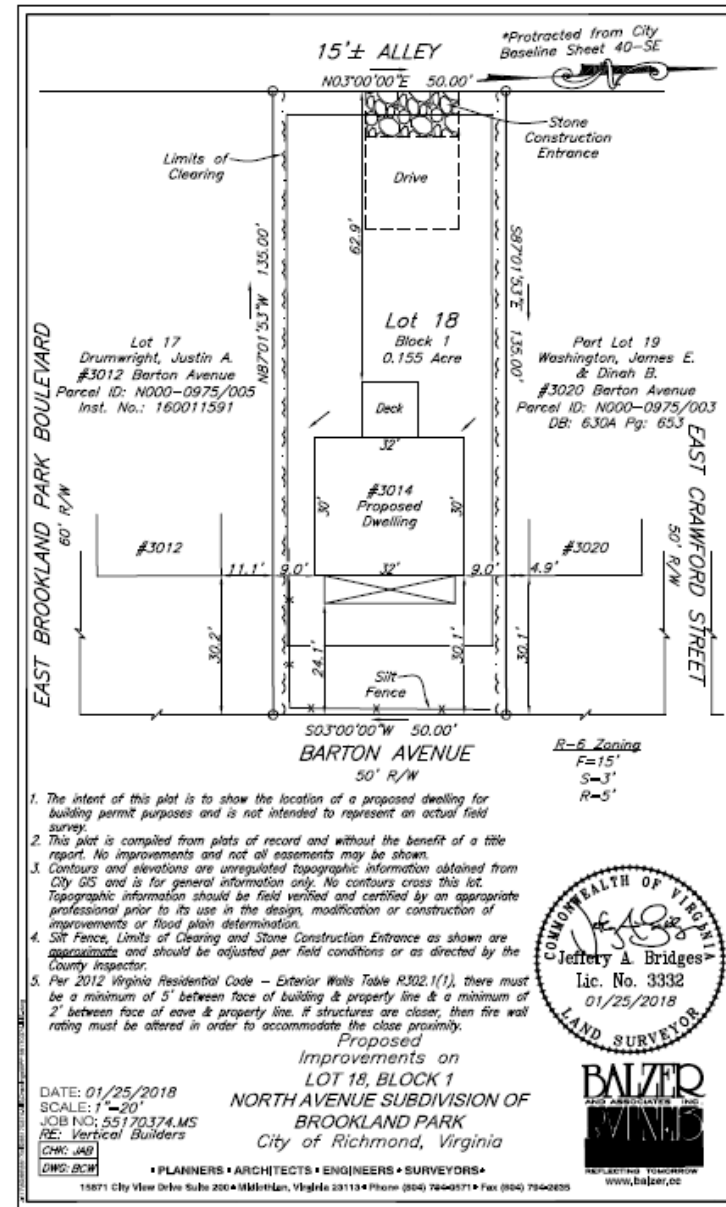 *Protracted from City
Baseline Sheet 40-SE
15'± ALLEY
N03°00'00"E 50.00'
Stone
Construction
Entrance
Limits of
Clearing
Drive
62.9'
N87°01'53"W 135.00'
S87°01'53"E 135.00'
Lot 18
Block 1
0.155 Acre
Lot 17
Drumwright, Justin A.
#3012 Barton Avenue
Parcel ID: N000-0975/005
Inst. No.: 160011591
Part Lot 19
Washington, James E.
& Dinah B.
#3020 Barton Avenue
Parcel ID: N000-0975/003
DB: 630A Pg: 653
EAST BROOKLAND PARK BOULEVARD
60' R/W
EAST CRAWFORD STREET
50' R/W
Deck
32'
#3014
Proposed
Dwelling
30'
30'
#3012
#3020
11.1'
9.0'
32'
9.0'
4.9'
30.2'
24.1'
30.1'
30.1'
Silt
Fence
S03°00'00"W 50.00'
BARTON AVENUE
50' R/W
R-6 Zoning
F=15'
S=3'
R=5'
1. The intent of this plat is to show the location of a proposed dwelling for
building permit purposes and is not intended to represent an actual field
survey.
2. This plat is compiled from plats of record and without the benefit of a title
report. No improvements and not all easements may be shown.
3. Contours and elevations are unregulated topographic information obtained from
City GIS and is for general information only. No contours cross this lot.
Topographic information should be field verified and certified by an appropriate
professional prior to its use in the design, modification or construction of
improvements or flood plain determination.
4. Silt Fence, Limits of Clearing and Stone Construction Entrance as shown are
approximate and should be adjusted per field conditions or as directed by the
County Inspector.
5. Per 2012 Virginia Residential Code - Exterior Walls Table R302.1(1), there must
be a minimum of 5' between face of building & property line & a minimum of
2' between face of eave & property line. If structures are closer, then fire wall
rating must be altered in order to accommodate the close proximity.
COMMONWEALTH OF VIRGINIA
Jeffery A. Bridges
Lic. No. 3332
01/25/2018
LAND SURVEYOR
Proposed
Improvements on
LOT 18, BLOCK 1
NORTH AVENUE SUBDIVISION OF
BROOKLAND PARK
City of Richmond, Virginia
DATE: 01/25/2018
SCALE: 1"=20'
JOB NO: 55170374.MS
RE: Vertical Builders
CHK: JAB
DWG: BCW
BALZER
AND ASSOCIATES INC.
REFLECTING TOMORROW
www.balzer.cc
• PLANNERS • ARCHITECTS • ENGINEERS • SURVEYORS •
15871 City View Drive Suite 200 • Midlothian, Virginia 23113 • Phone (804) 794-0571 • Fax (804) 794-2635